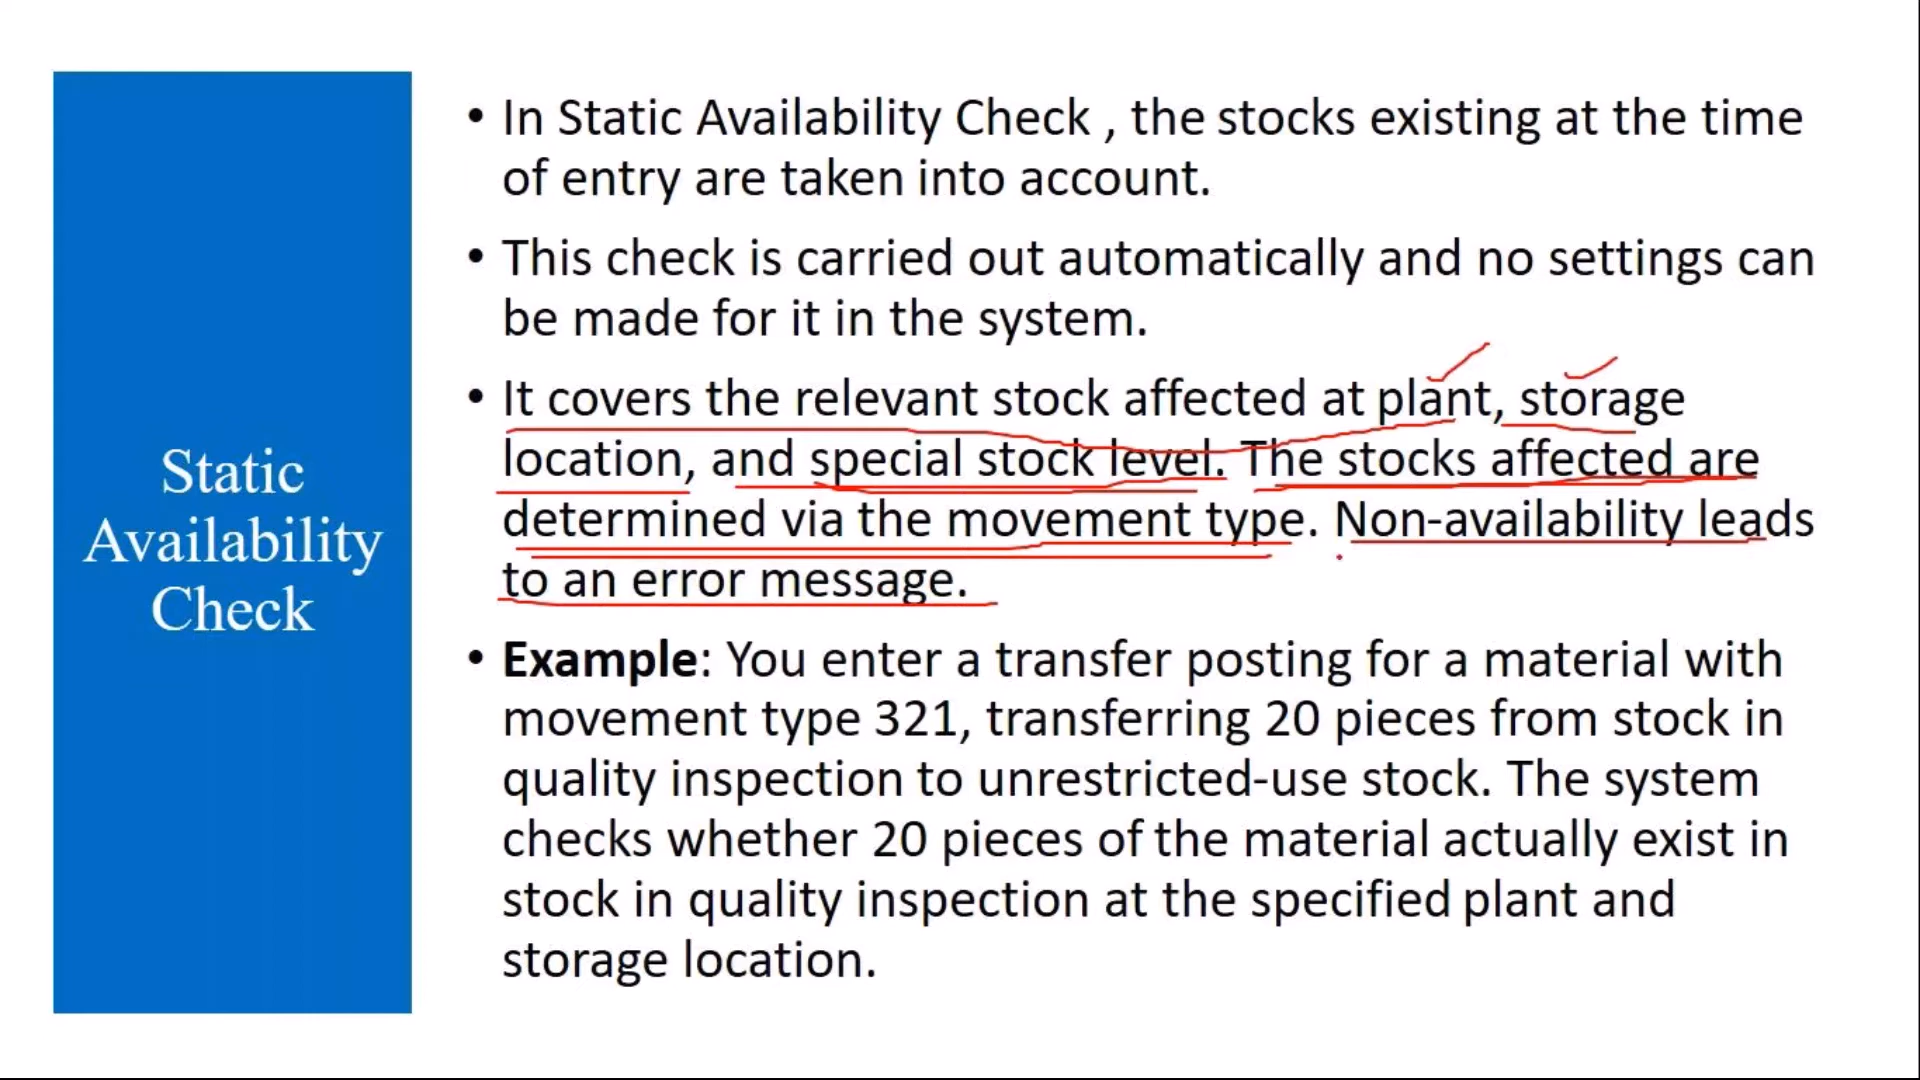 Static
Availability
Check
• In Static Availability Check , the stocks existing at the time
of entry are taken into account.
• This check is carried out automatically and no settings can
be made for it in the system.
• It covers the relevant stock affected at plant, storage
location, and special stock level. The stocks affected are
determined via the movement type. Non-availability leads
to an error message.
• Example: You enter a transfer posting for a material with
movement type 321, transferring 20 pieces from stock in
quality inspection to unrestricted-use stock. The system
checks whether 20 pieces of the material actually exist in
stock in quality inspection at the specified plant and
storage location.